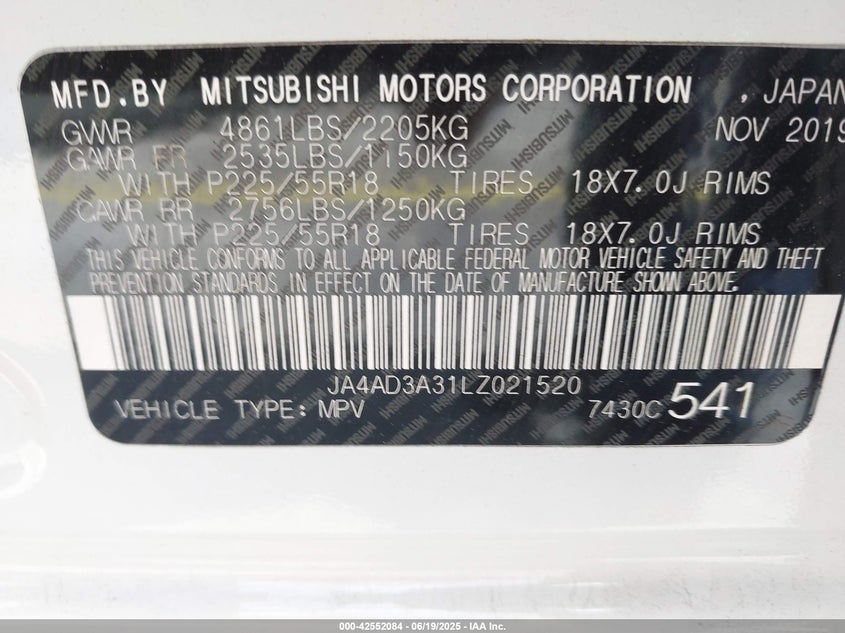 MFD.BY MITSUBISHI MOTORS CORPORATION , JAPAN
GVWR 4861LBS/2205KG NOV 2019
GAWR FR 2535LBS/1150KG
WITH P225/55R18 TIRES 18X7.0J RIMS
GAWR RR 2756LBS/1250KG
WITH P225/55R18 TIRES 18X7.0J RIMS
THIS VEHICLE CONFORMS TO ALL APPLICABLE FEDERAL MOTOR VEHICLE SAFETY AND THEFT
PREVENTION STANDARDS IN EFFECT ON THE DATE OF MANUFACTURE SHOWN ABOVE.
JA4AD3A31LZ021520
VEHICLE TYPE: MPV 7430C 541
000-42552084 - 06/19/2025 - IAA Inc.